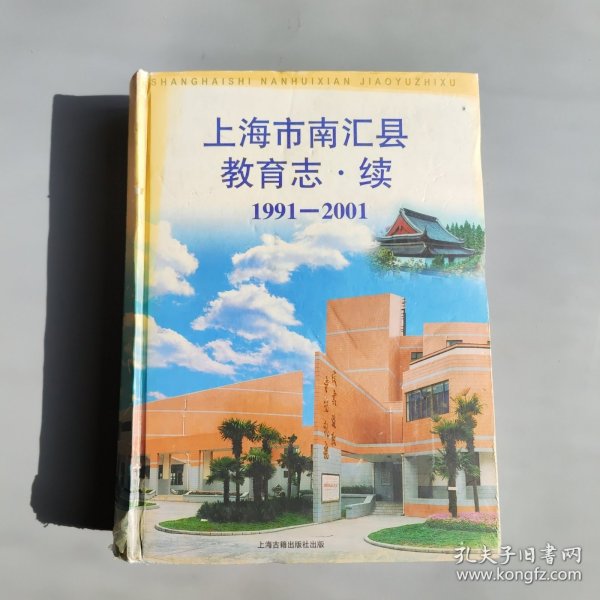 SHANGHAISHI NANHUIXIAN JIAOYUZHIXU
上海市南汇县
教育志·续
1991—2001
上海古籍出版社出版
孔夫子旧书网
www.kongfz.com